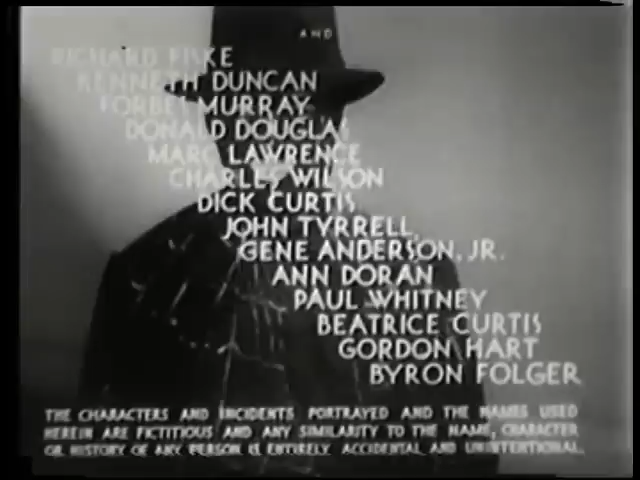 AND
RICHARD FISKE
KENNETH DUNCAN
FORBES MURRAY
DONALD DOUGLAS
MARC LAWRENCE
CHARLES WILSON
DICK CURTIS
JOHN TYRRELL,
GENE ANDERSON, JR.
ANN DORAN
PAUL WHITNEY
BEATRICE CURTIS
GORDON HART
BYRON FOLGER
THE CHARACTERS AND INCIDENTS PORTRAYED AND THE NAMES USED
HEREIN ARE FICTITIOUS AND ANY SIMILARITY TO THE NAME, CHARACTER
OR HISTORY OF ANY PERSON IS ENTIRELY ACCIDENTAL AND UNINTENTIONAL.